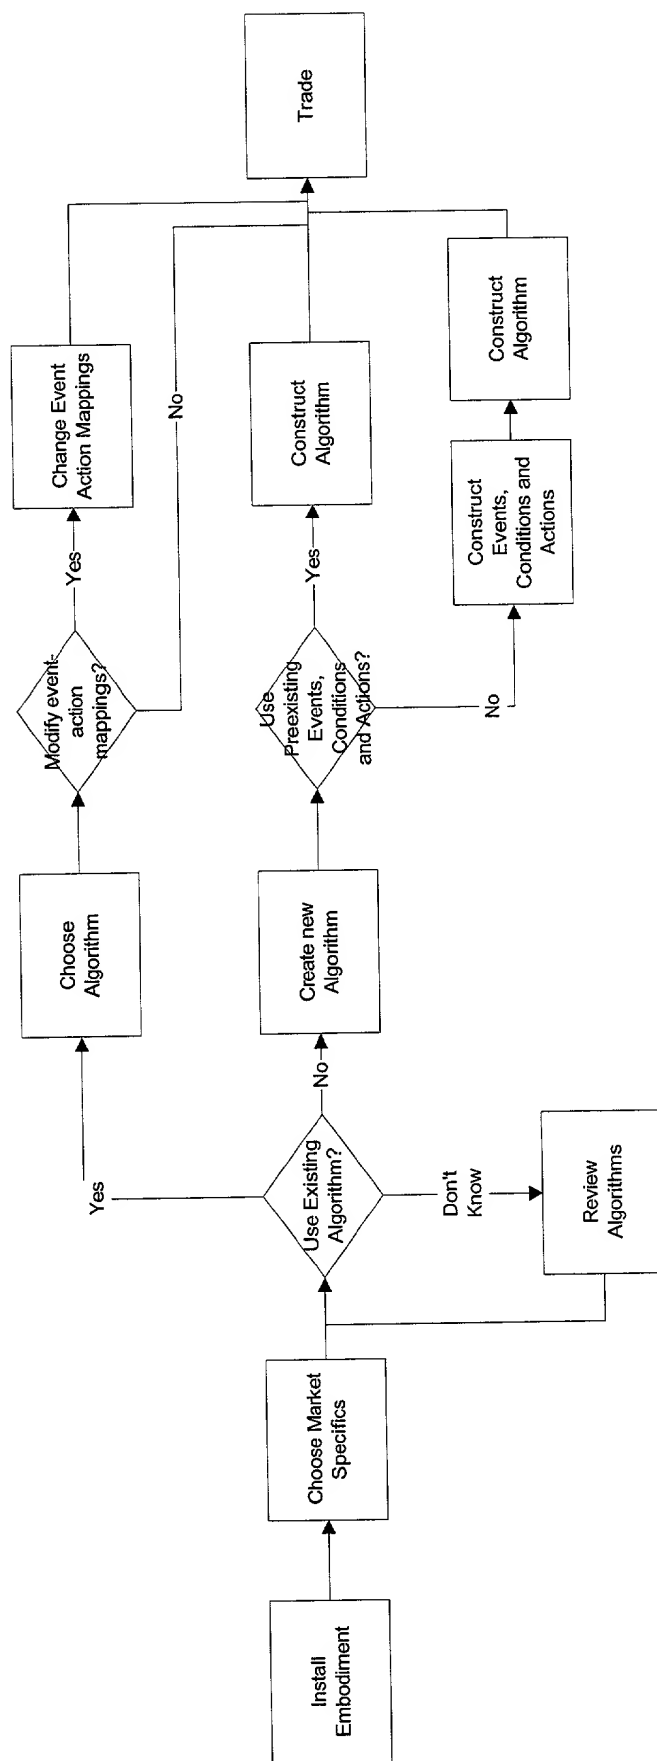 Install
Embodiment
Choose Market
Specifics
Use Existing
Algorithm?
Yes
No
Don't
Know
Review
Algorithms
Choose
Algorithm
Modify event-
action
mappings?
Yes
No
Change Event
Action Mappings
Create new
Algorithm
Use
Preexisting
Events,
Conditions
and Actions?
Yes
No
Construct
Algorithm
Construct
Events,
Conditions and
Actions
Construct
Algorithm
Trade